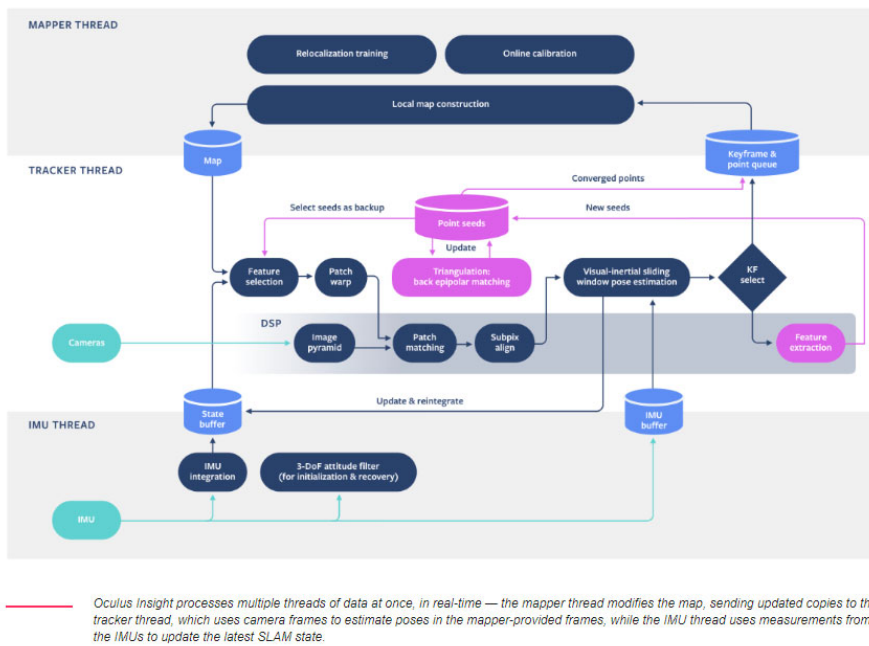 MAPPER THREAD
Relocalization training
Online calibration
Local map construction
Map
Keyframe &
point queue
TRACKER THREAD
Converged points
Select seeds as backup
Point seeds
New seeds
Update
Feature
selection
Patch
warp
Triangulation:
back epipolar matching
Visual-inertial sliding
window pose estimation
KF
select
DSP
Cameras
Image
pyramid
Patch
matching
Subpix
align
Feature
extraction
Update & reintegrate
State
buffer
IMU
buffer
IMU THREAD
IMU
integration
3-DoF attitude filter
(for initialization & recovery)
IMU
Oculus Insight processes multiple threads of data at once, in real-time — the mapper thread modifies the map, sending updated copies to th
tracker thread, which uses camera frames to estimate poses in the mapper-provided frames, while the IMU thread uses measurements from
the IMUs to update the latest SLAM state.